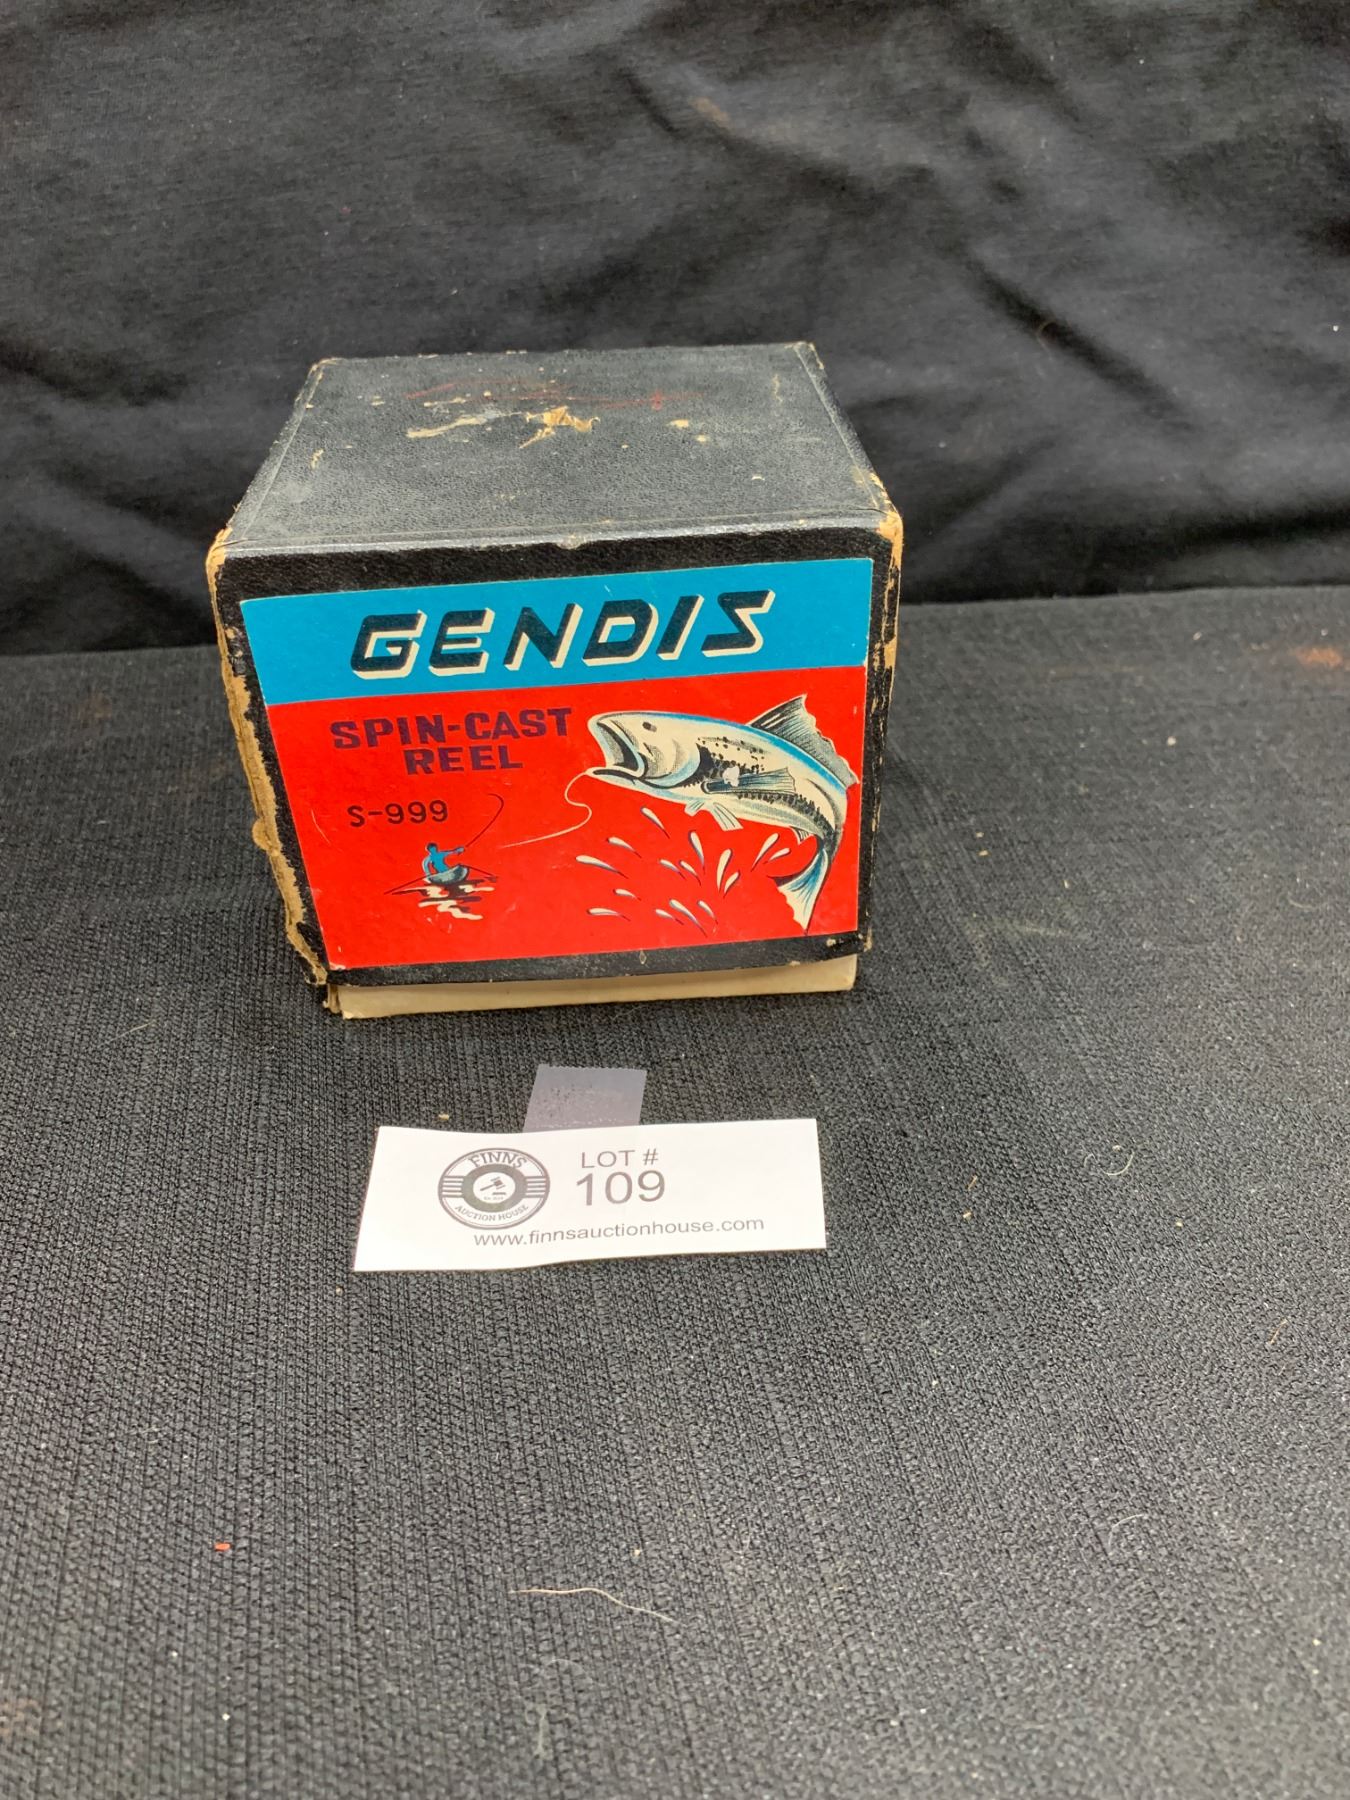 GENDIS
SPIN-CAST
REEL
S-999
FINNS
AUCTION HOUSE
LOT #
109
www.finnsauctionhouse.com